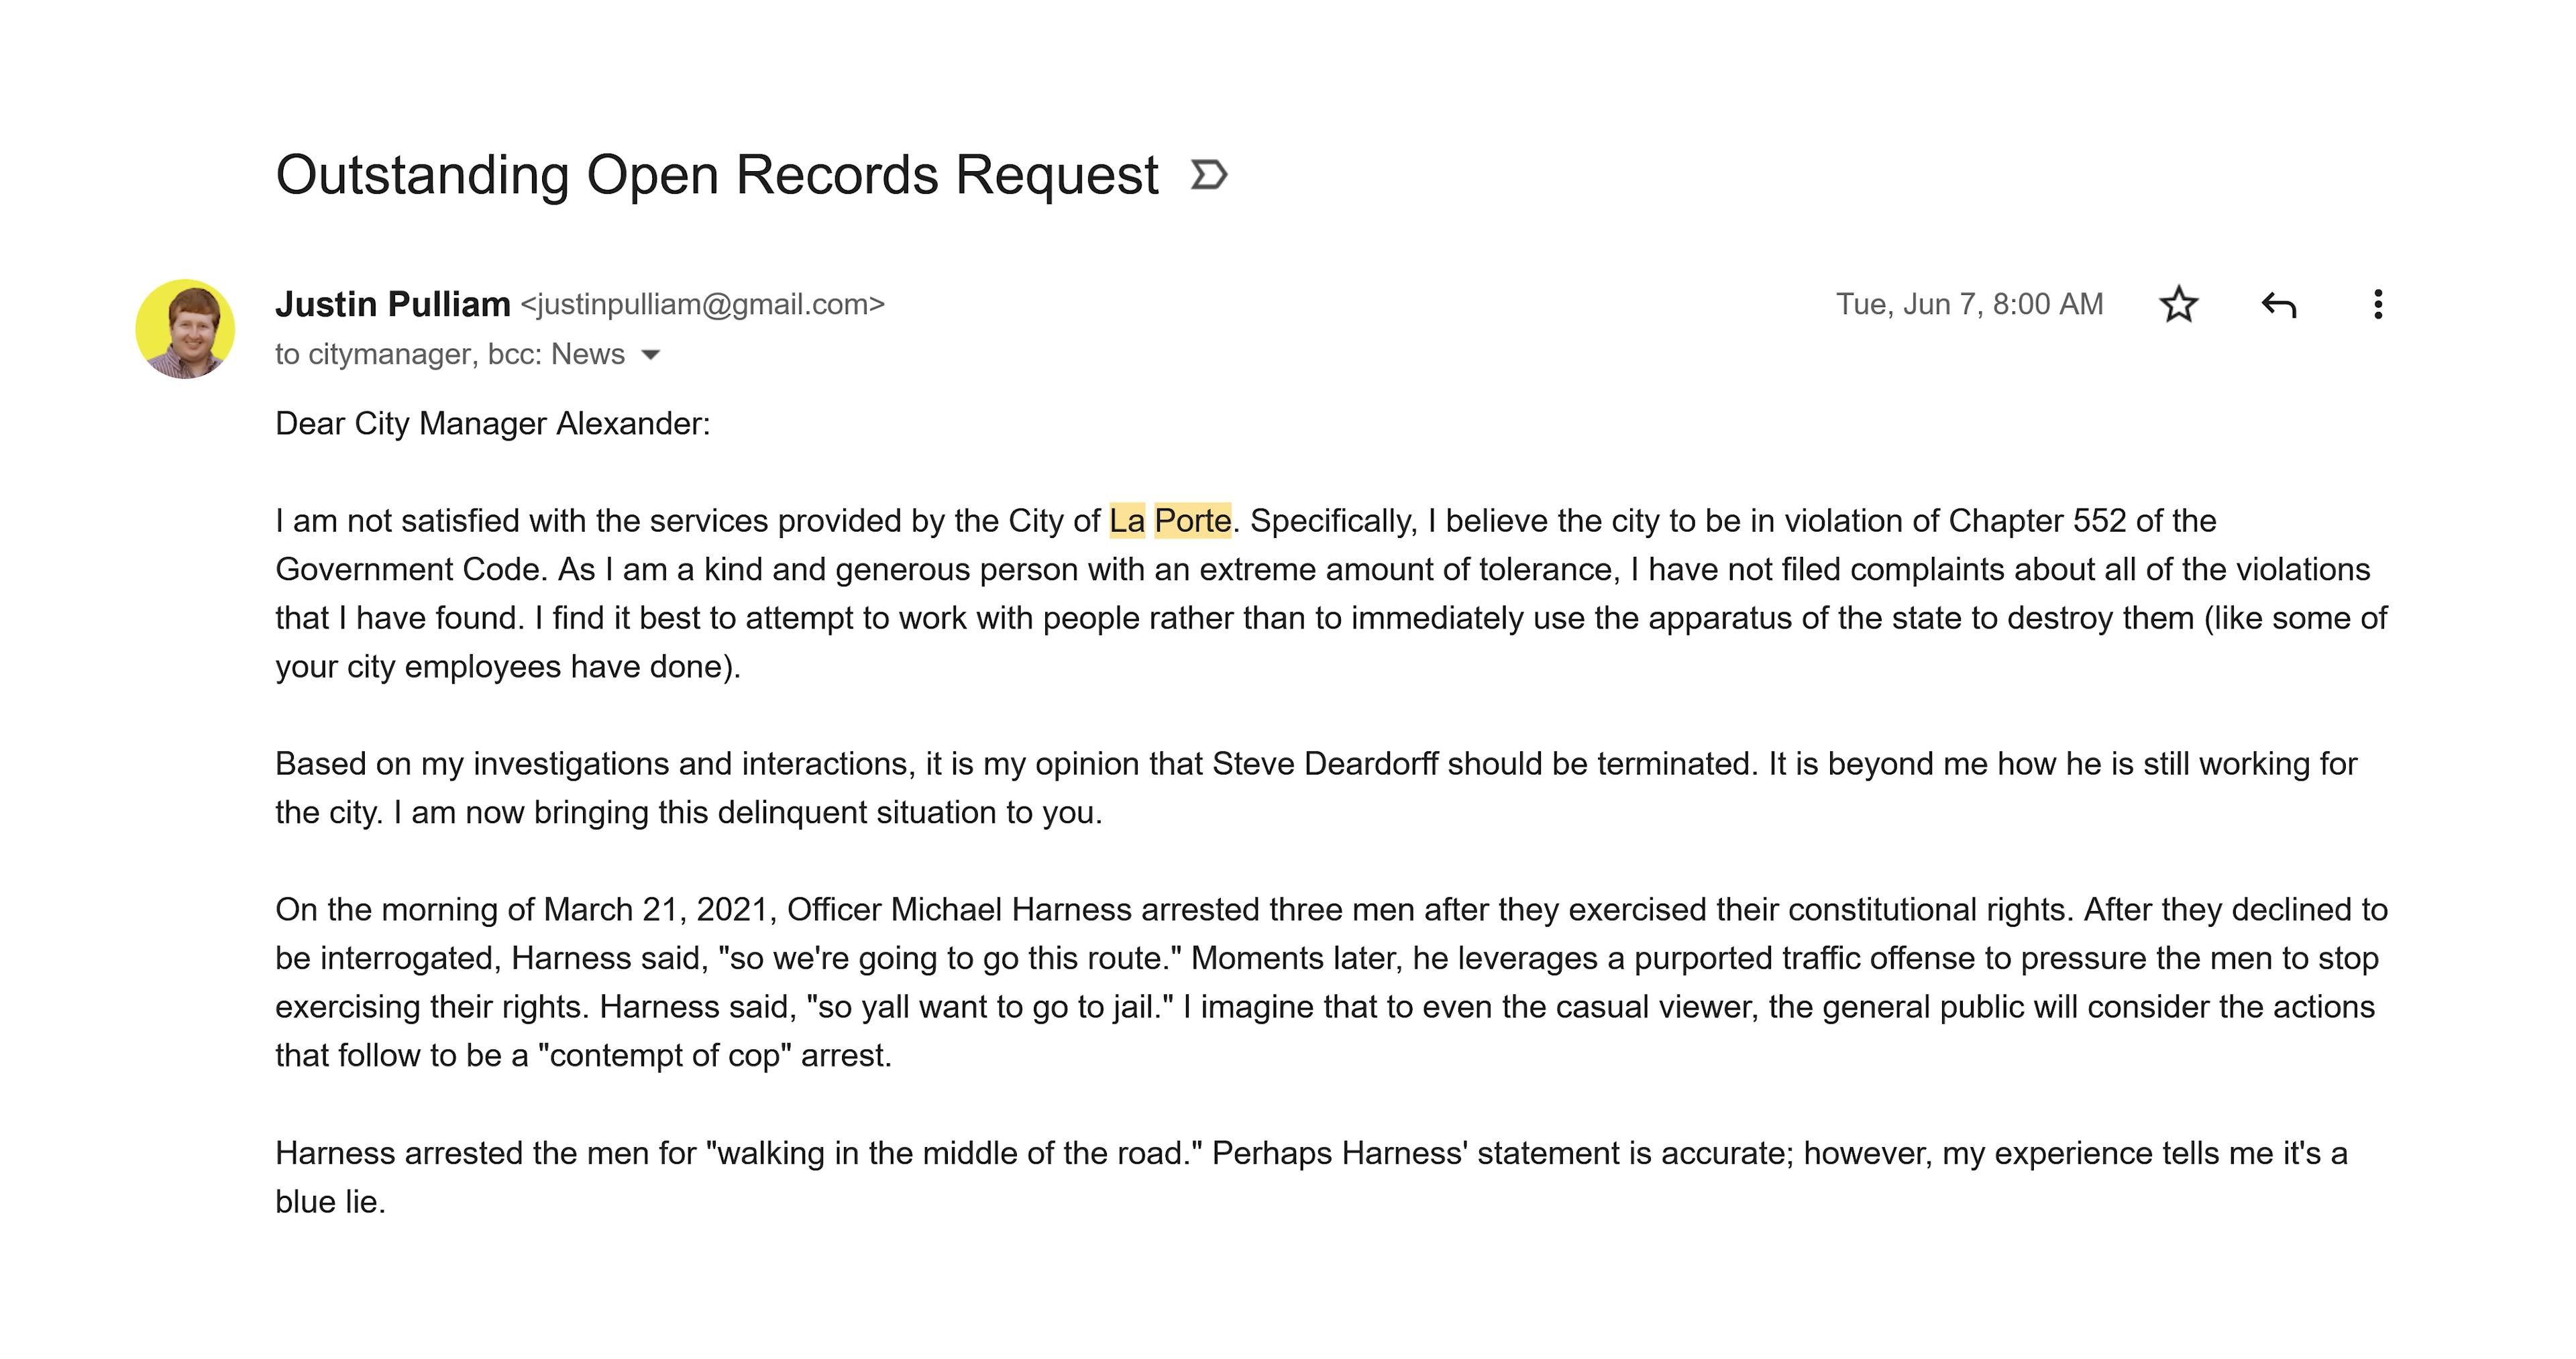 Outstanding Open Records Request
Justin Pulliam <justinpulliam@gmail.com>
Tue, Jun 7, 8:00 AM
to citymanager, bcc: News
Dear City Manager Alexander:
I am not satisfied with the services provided by the City of La Porte. Specifically, I believe the city to be in violation of Chapter 552 of the
Government Code. As I am a kind and generous person with an extreme amount of tolerance, I have not filed complaints about all of the violations
that I have found. I find it best to attempt to work with people rather than to immediately use the apparatus of the state to destroy them (like some of
your city employees have done).
Based on my investigations and interactions, it is my opinion that Steve Deardorff should be terminated. It is beyond me how he is still working for
the city. I am now bringing this delinquent situation to you.
On the morning of March 21, 2021, Officer Michael Harness arrested three men after they exercised their constitutional rights. After they declined to
be interrogated, Harness said, "so we're going to go this route." Moments later, he leverages a purported traffic offense to pressure the men to stop
exercising their rights. Harness said, "so yall want to go to jail." I imagine that to even the casual viewer, the general public will consider the actions
that follow to be a "contempt of cop" arrest.
Harness arrested the men for "walking in the middle of the road." Perhaps Harness' statement is accurate; however, my experience tells me it's a
blue lie.